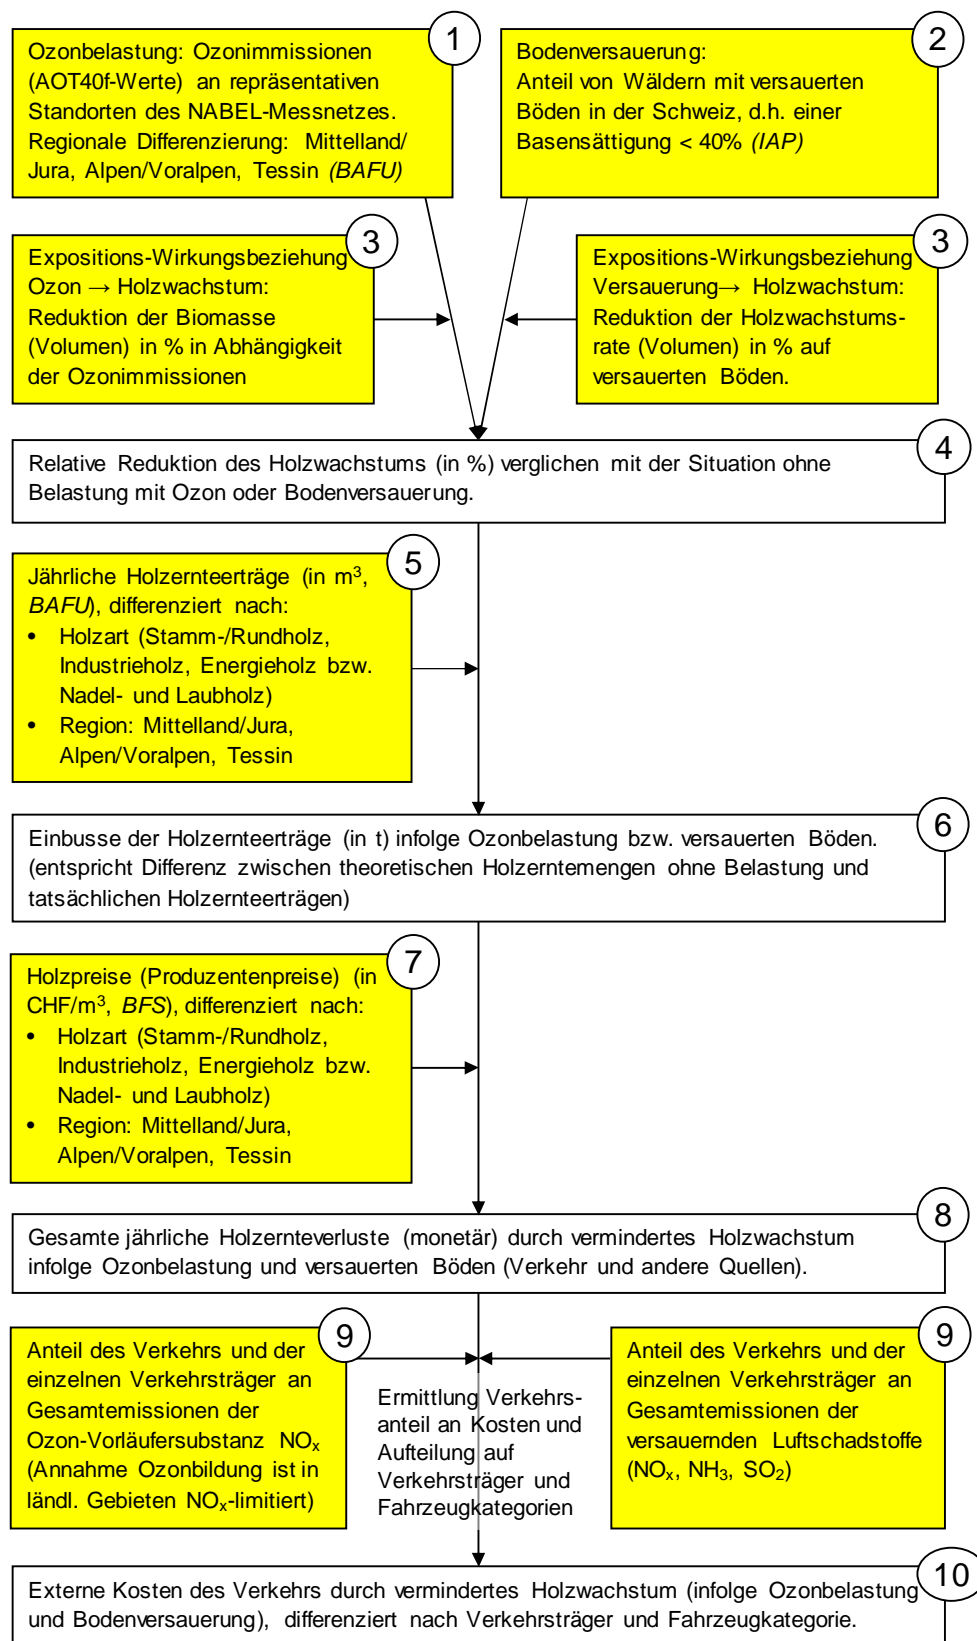 1
Ozonbelastung: Ozonimmissionen
(AOT40f-Werte) an repräsentativen
Standorten des NABEL-Messnetzes.
Regionale Differenzierung: Mittelland/
Jura, Alpen/Voralpen, Tessin (BAFU)
2
Bodenversauerung:
Anteil von Wäldern mit versauerten
Böden in der Schweiz, d.h. einer
Basensättigung < 40% (IAP)
3
Expositions-Wirkungsbeziehung
Ozon → Holzwachstum:
Reduktion der Biomasse
(Volumen) in % in Abhängigkeit
der Ozonimmissionen
3
Expositions-Wirkungsbeziehung
Versauerung→ Holzwachstum:
Reduktion der Holzwachstums-
rate (Volumen) in % auf
versauerten Böden.
4
Relative Reduktion des Holzwachstums (in %) verglichen mit der Situation ohne
Belastung mit Ozon oder Bodenversauerung.
5
Jährliche Holzernteerträge (in m³,
BAFU), differenziert nach:
• Holzart (Stamm-/Rundholz,
Industrieholz, Energieholz bzw.
Nadel- und Laubholz)
• Region: Mittelland/Jura,
Alpen/Voralpen, Tessin
6
Einbusse der Holzernteerträge (in t) infolge Ozonbelastung bzw. versauerten Böden.
(entspricht Differenz zwischen theoretischen Holzerntemengen ohne Belastung und
tatsächlichen Holzernteerträgen)
7
Holzpreise (Produzentenpreise) (in
CHF/m³, BFS), differenziert nach:
• Holzart (Stamm-/Rundholz,
Industrieholz, Energieholz bzw.
Nadel- und Laubholz)
• Region: Mittelland/Jura,
Alpen/Voralpen, Tessin
8
Gesamte jährliche Holzernteverluste (monetär) durch vermindertes Holzwachstum
infolge Ozonbelastung und versauerten Böden (Verkehr und andere Quellen).
9
Anteil des Verkehrs und der
einzelnen Verkehrsträger an
Gesamtemissionen der
Ozon-Vorläufersubstanz NOₓ
(Annahme Ozonbildung ist in
ländl. Gebieten NOₓ-limitiert)
Ermittlung Verkehrs-
anteil an Kosten und
Aufteilung auf
Verkehrsträger und
Fahrzeugkategorien
9
Anteil des Verkehrs und der
einzelnen Verkehrsträger an
Gesamtemissionen der
versauernden Luftschadstoffe
(NOₓ, NH₃, SO₂)
10
Externe Kosten des Verkehrs durch vermindertes Holzwachstum (infolge Ozonbelastung
und Bodenversauerung), differenziert nach Verkehrsträger und Fahrzeugkategorie.